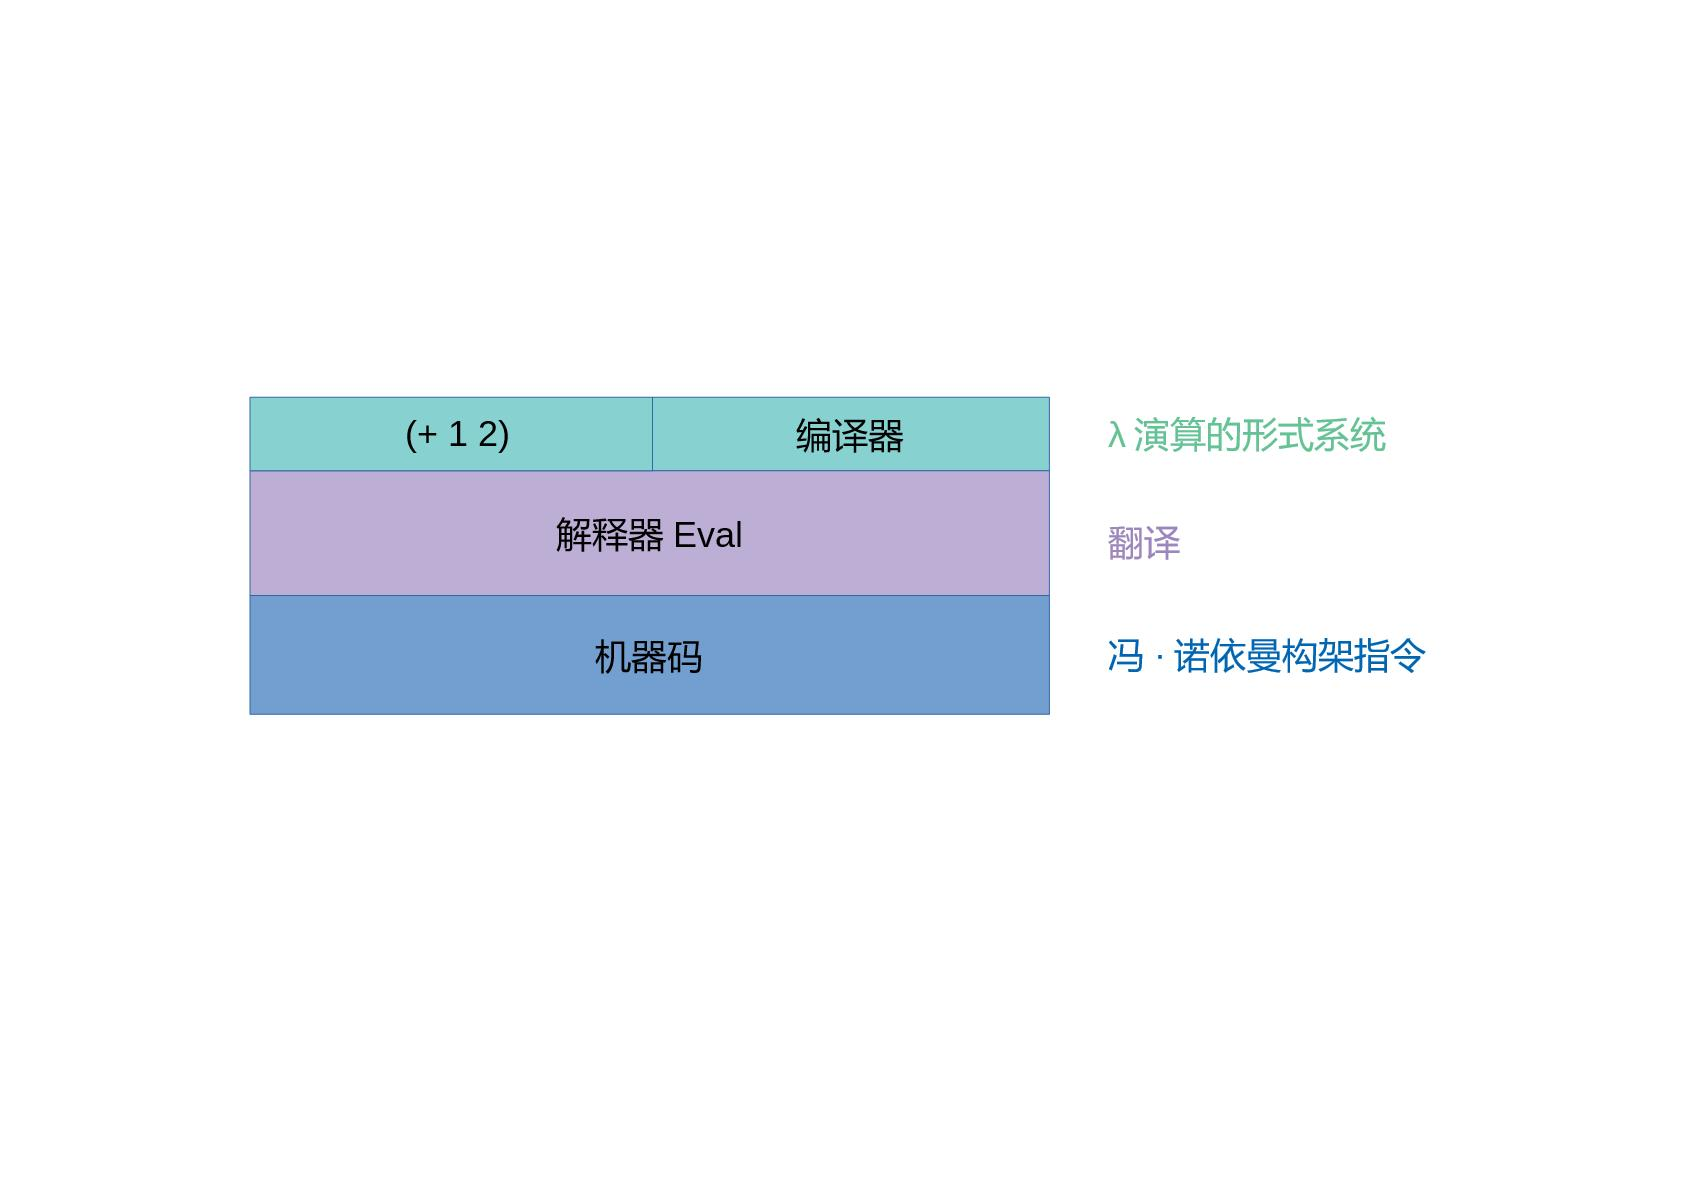 (+ 1 2)
编译器
λ 演算的形式系统
解释器 Eval
翻译
机器码
冯 · 诺依曼构架指令